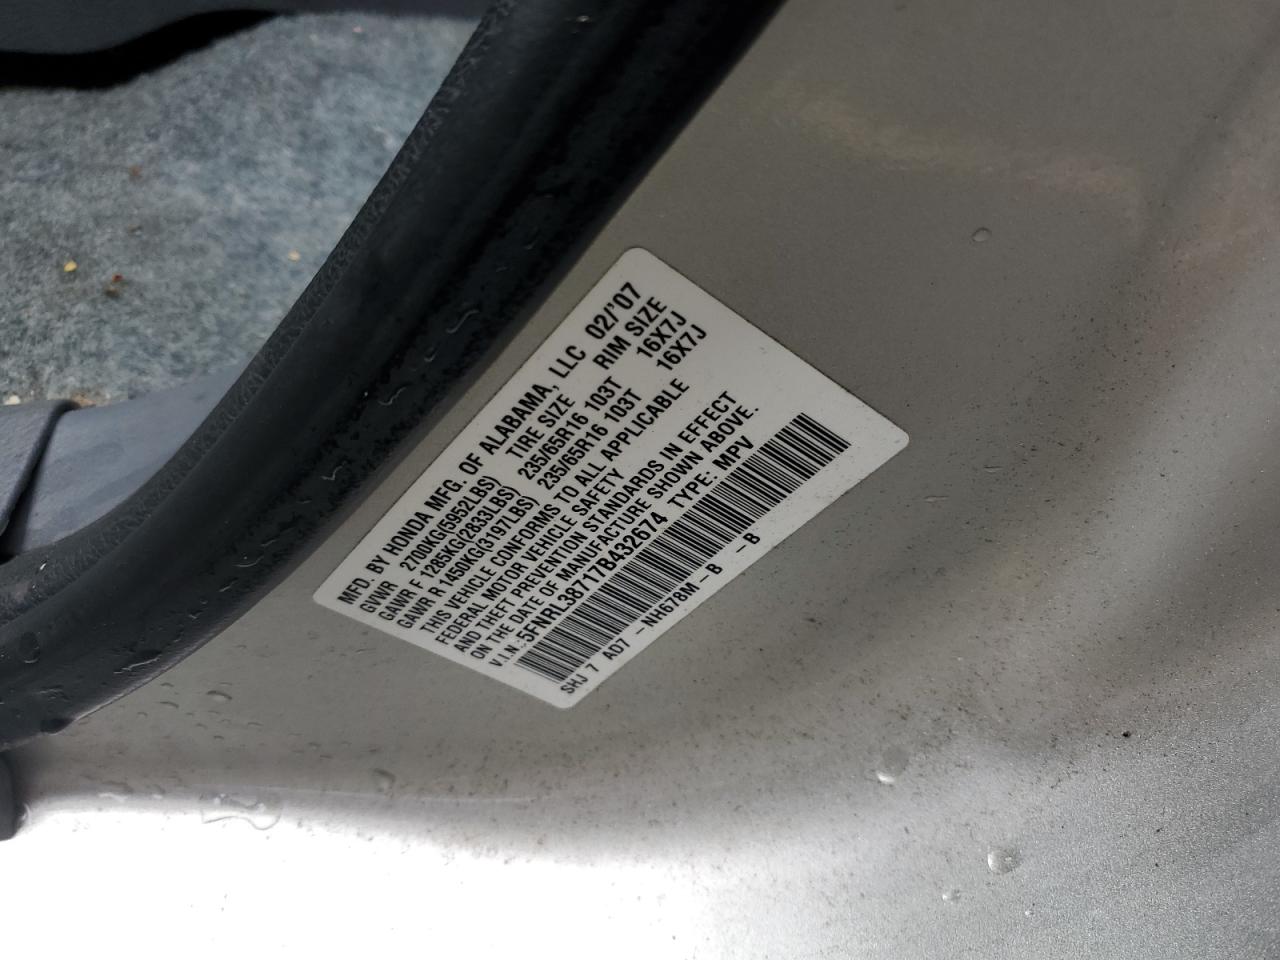 MFD. BY HONDA MFG. OF ALABAMA, LLC 02/'07
GVWR 2700KG(5952LBS) TIRE SIZE RIM SIZE
GAWR F 1285KG(2833LBS) 235/65R16 103T 16X7J
GAWR R 1450KG(3197LBS) 235/65R16 103T 16X7J
THIS VEHICLE CONFORMS TO ALL APPLICABLE
FEDERAL MOTOR VEHICLE SAFETY
AND THEFT PREVENTION STANDARDS IN EFFECT
ON THE DATE OF MANUFACTURE SHOWN ABOVE.
V.I.N.:5FNRL38717B432674 TYPE: MPV
SHJ 7 AD7 - NH678M - B - B